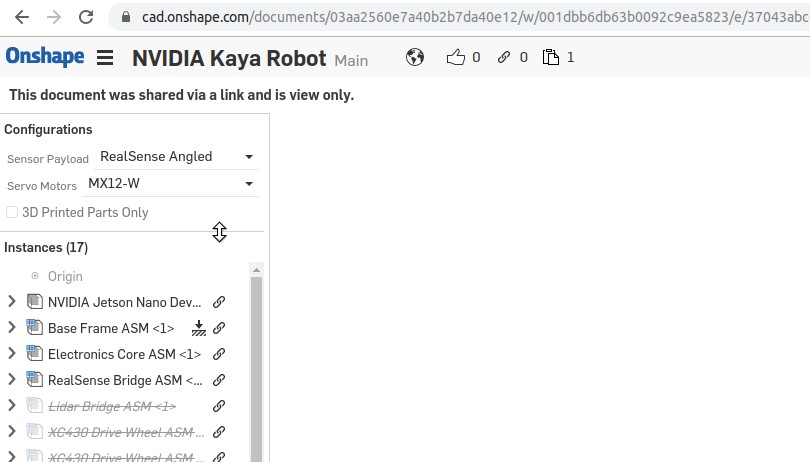 cad.onshape.com/documents/03aa2560e7a40b2b7da40e12/w/001dbb6db63b0092c9ea5823/e/37043abc
Onshape NVIDIA Kaya Robot Main 0 0 1
This document was shared via a link and is view only.
Configurations
Sensor Payload RealSense Angled
Servo Motors MX12-W
3D Printed Parts Only
Instances (17)
Origin
NVIDIA Jetson Nano Dev...
Base Frame ASM <1>
Electronics Core ASM <1>
RealSense Bridge ASM <...
Lidar Bridge ASM <1>
XC430 Drive Wheel ASM ...
XC430 Drive Wheel ASM ...